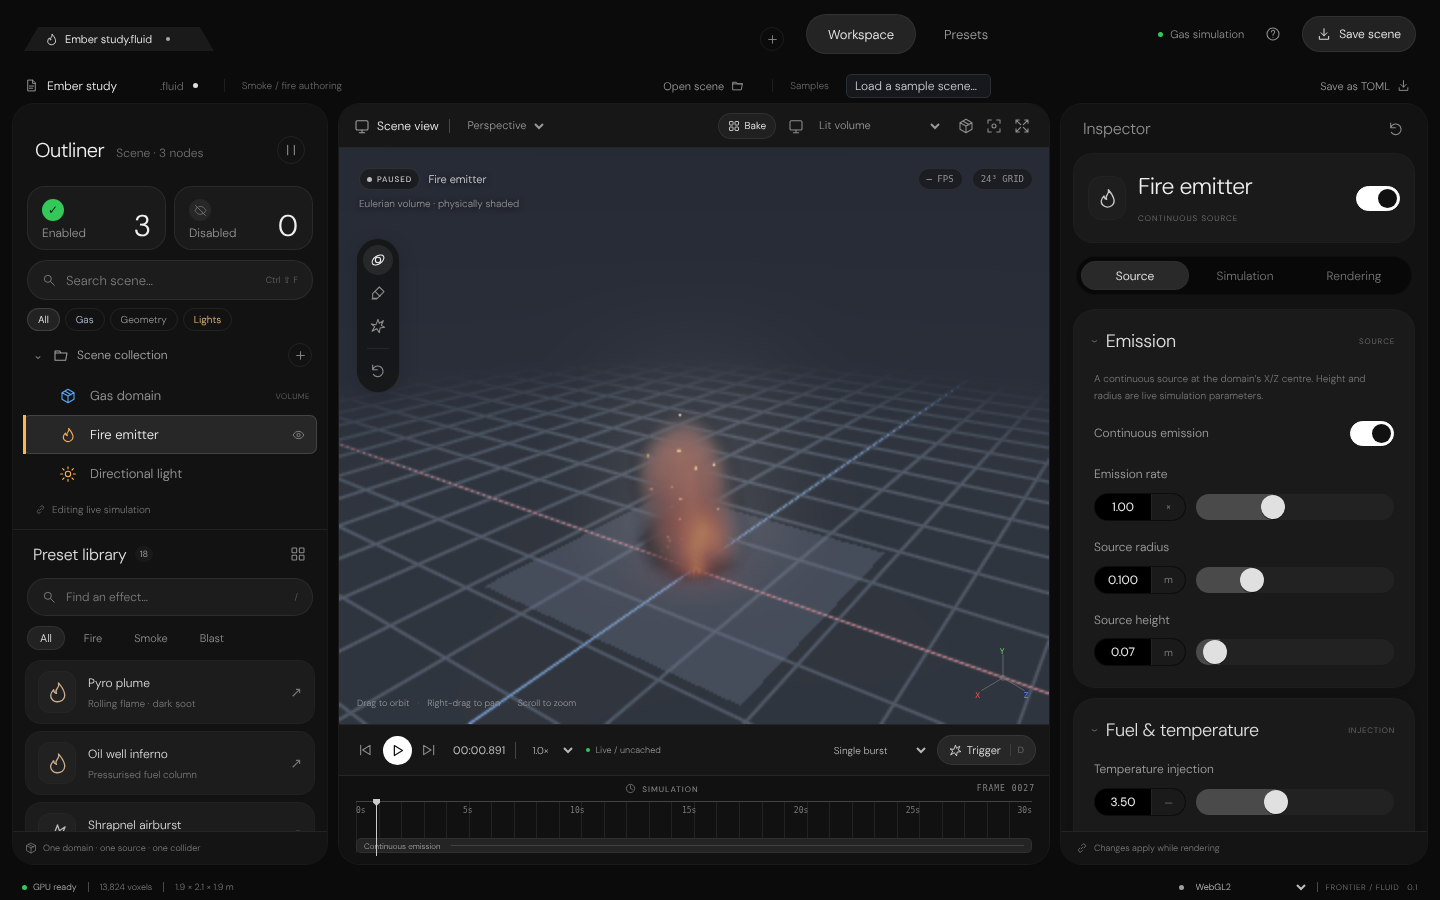 Ember study.fluid
Workspace
Presets
Gas simulation
Save scene
Ember study
.fluid
Smoke / fire authoring
Open scene
Samples
Load a sample scene...
Save as TOML
Outliner
Scene · 3 nodes
Enabled
3
Disabled
0
Search scene...
Ctrl ⇧ F
All
Gas
Geometry
Lights
Scene collection
Gas domain
VOLUME
Fire emitter
Directional light
Editing live simulation
Preset library
18
Find an effect...
/
All
Fire
Smoke
Blast
Pyro plume
Rolling flame · dark soot
Oil well inferno
Pressurised fuel column
Shrapnel airburst
One domain · one source · one collider
Scene view
Perspective
Bake
Lit volume
PAUSED
Fire emitter
— FPS
24³ GRID
Eulerian volume · physically shaded
Y
X
Z
Drag to orbit · Right-drag to pan · Scroll to zoom
00:00.891
1.0×
Live / uncached
Single burst
Trigger
D
SIMULATION
FRAME 0027
0s
5s
10s
15s
20s
25s
30s
Continuous emission
Inspector
Fire emitter
CONTINUOUS SOURCE
Source
Simulation
Rendering
Emission
SOURCE
A continuous source at the domain's X/Z centre. Height and
radius are live simulation parameters.
Continuous emission
Emission rate
1.00
×
Source radius
0.100
m
Source height
0.07
m
Fuel & temperature
INJECTION
Temperature injection
3.50
—
Changes apply while rendering
GPU ready
13,824 voxels
1.9 × 2.1 × 1.9 m
WebGL2
FRONTIER / FLUID 0.1